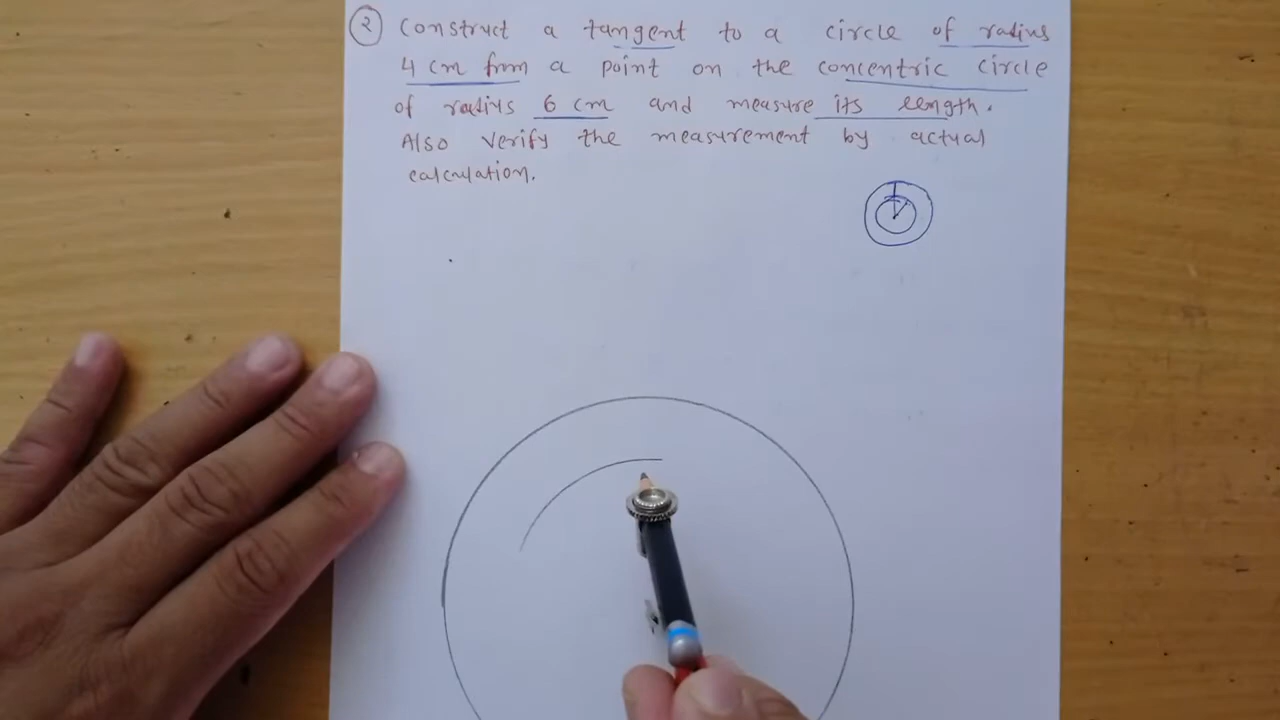 2 Construct a tangent to a circle of radius
4 cm from a point on the concentric circle
of radius 6 cm and measure its length.
Also verify the measurement by actual
calculation.